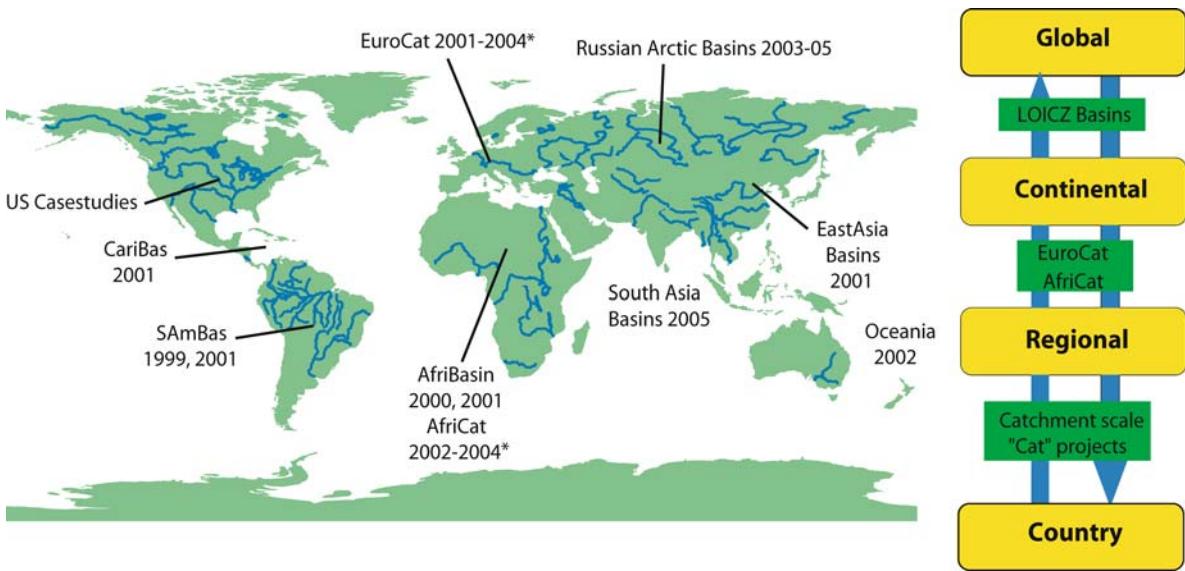 EuroCat 2001-2004*
Russian Arctic Basins 2003-05
US Casestudies
CariBas
2001
SAmBas
1999, 2001
AfriBasin
2000, 2001
AfriCat
2002-2004*
South Asia
Basins 2005
EastAsia
Basins
2001
Oceania
2002
Global
LOICZ Basins
Continental
EuroCat
AfriCat
Regional
Catchment scale
"Cat" projects
Country